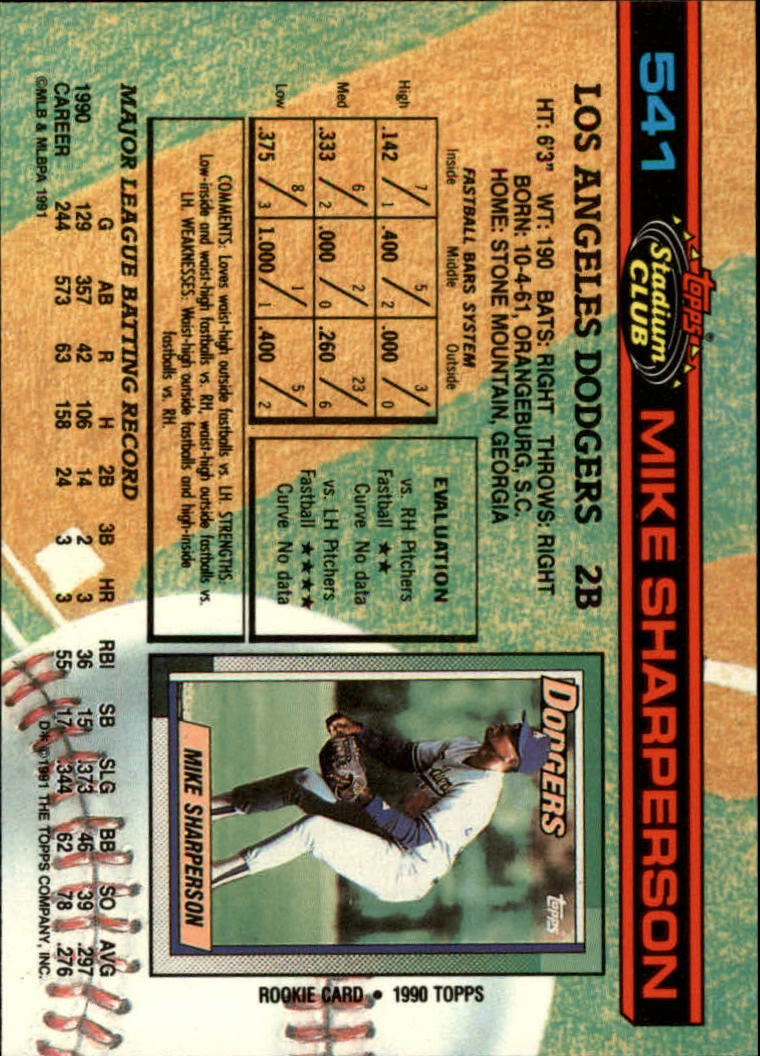 541 Topps® Stadium CLUB MIKE SHARPERSON
LOS ANGELES DODGERS 2B
HT: 6'3" WT: 190 BATS: RIGHT THROWS: RIGHT
BORN: 10-4-61, ORANGEBURG, S.C.
HOME: STONE MOUNTAIN, GEORGIA
FASTBALL BARS SYSTEM
Inside Middle Outside
High .142 7/1 .400 5/2 .000 3/0
Med .333 6/2 .000 2/0 .260 23/6
Low .375 8/3 1.000 1/1 .400 5/2
EVALUATION
vs. RH Pitchers
Fastball ★★
Curve No data
vs. LH Pitchers
Fastball ★★★★
Curve No data
COMMENTS: Loves waist-high outside fastballs vs. LH. STRENGTHS:
Low-inside and waist-high fastballs vs. RH, waist-high outside fastballs vs.
LH. WEAKNESSES: Waist-high outside fastballs and high-inside
fastballs vs. RH.
DODGERS
Topps
MIKE SHARPERSON
ROOKIE CARD • 1990 TOPPS
MAJOR LEAGUE BATTING RECORD
G AB R H 2B 3B HR RBI SB SLG BB SO AVG
1990 129 357 42 106 14 2 3 36 15 .373 46 39 .297
CAREER 244 573 63 158 24 3 3 55 17 .344 62 78 .276
©MLB & MLBPA 1991 D* ©1991 THE TOPPS COMPANY, INC.